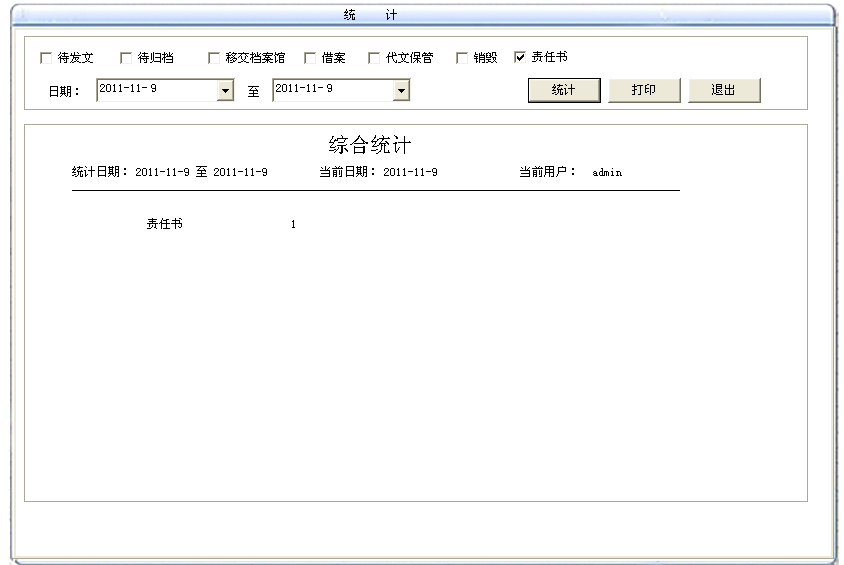 统 计
待发文 待归档 移交档案馆 借案 代文保管 销毁 责任书
日期： 2011-11- 9 至 2011-11- 9 统计 打印 退出
综合统计
统计日期： 2011-11-9 至 2011-11-9 当前日期： 2011-11-9 当前用户： admin
责任书 1